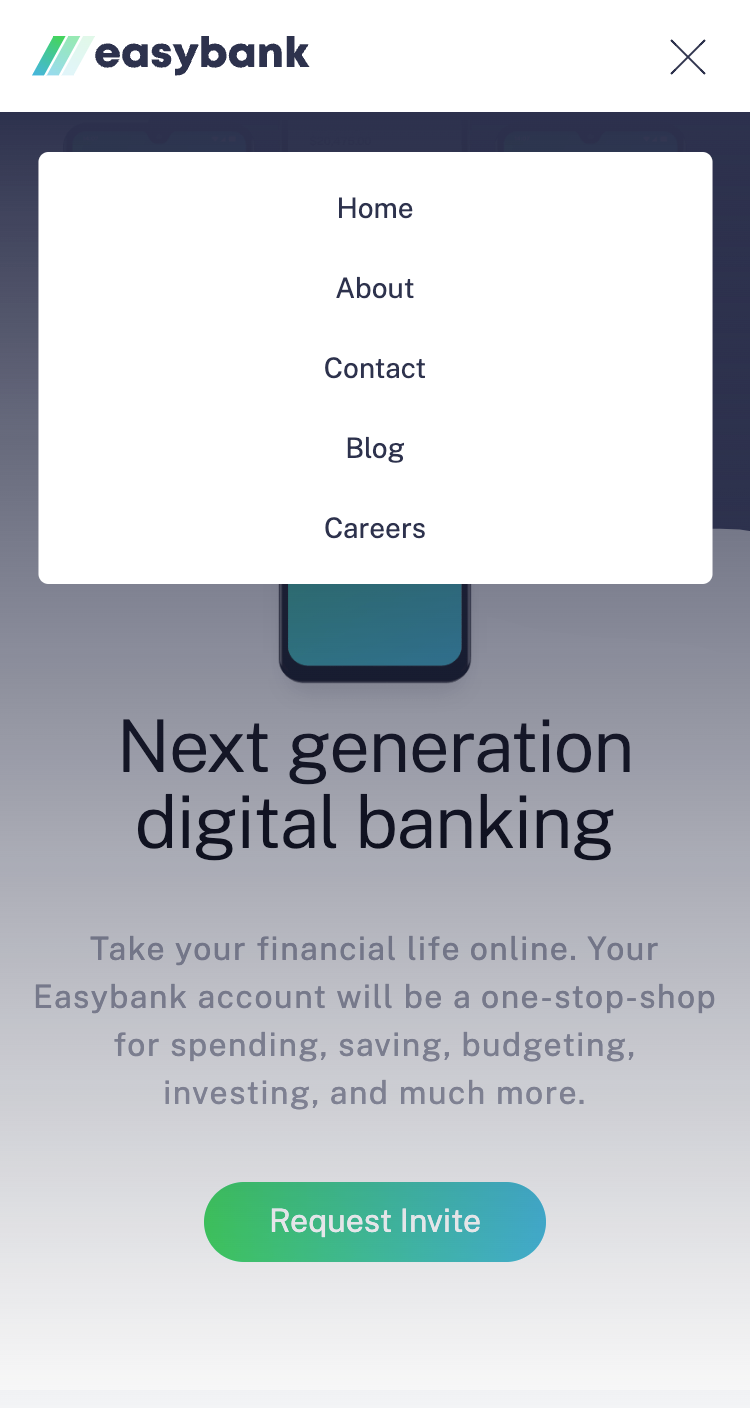 easybank
Home
About
Contact
Blog
Careers
Next generation
digital banking
Take your financial life online. Your
Easybank account will be a one-stop-shop
for spending, saving, budgeting,
investing, and much more.
Request Invite